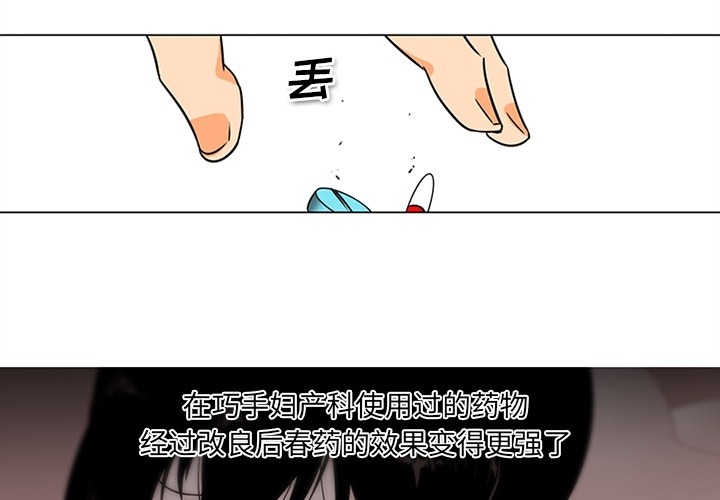 丢
在巧手妇产科使用过的药物
经过改良后春药的效果变得更强了